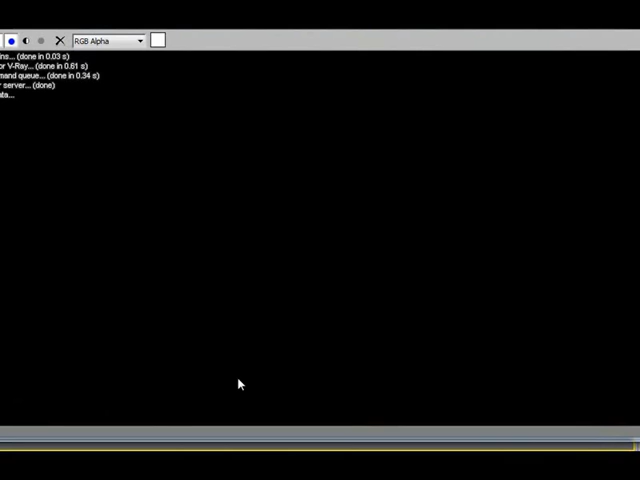 RGB Alpha
ins... (done in 0.03 s)
or V-Ray... (done in 0.61 s)
mand queue... (done in 0.34 s)
r server... (done)
ata...